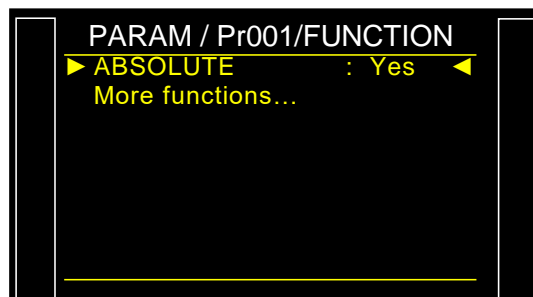 PARAM / Pr001/FUNCTION
► ABSOLUTE : Yes ◄
More functions…